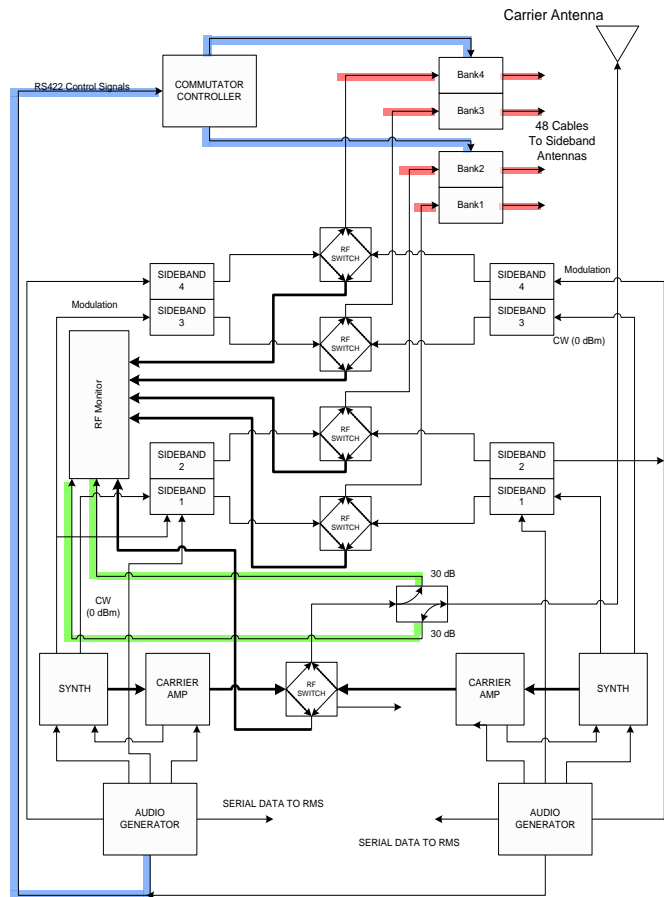 Carrier Antenna
RS422 Control Signals
COMMUTATOR
CONTROLLER
Bank4
Bank3
48 Cables
To Sideband
Antennas
Bank2
Bank1
RF
SWITCH
SIDEBAND
4
SIDEBAND
4
Modulation
Modulation
SIDEBAND
3
SIDEBAND
3
RF
SWITCH
CW (0 dBm)
RF Monitor
RF
SWITCH
SIDEBAND
2
SIDEBAND
2
SIDEBAND
1
SIDEBAND
1
RF
SWITCH
30 dB
CW
(0 dBm)
30 dB
SYNTH
CARRIER
AMP
RF
SWITCH
CARRIER
AMP
SYNTH
AUDIO
GENERATOR
SERIAL DATA TO RMS
AUDIO
GENERATOR
SERIAL DATA TO RMS